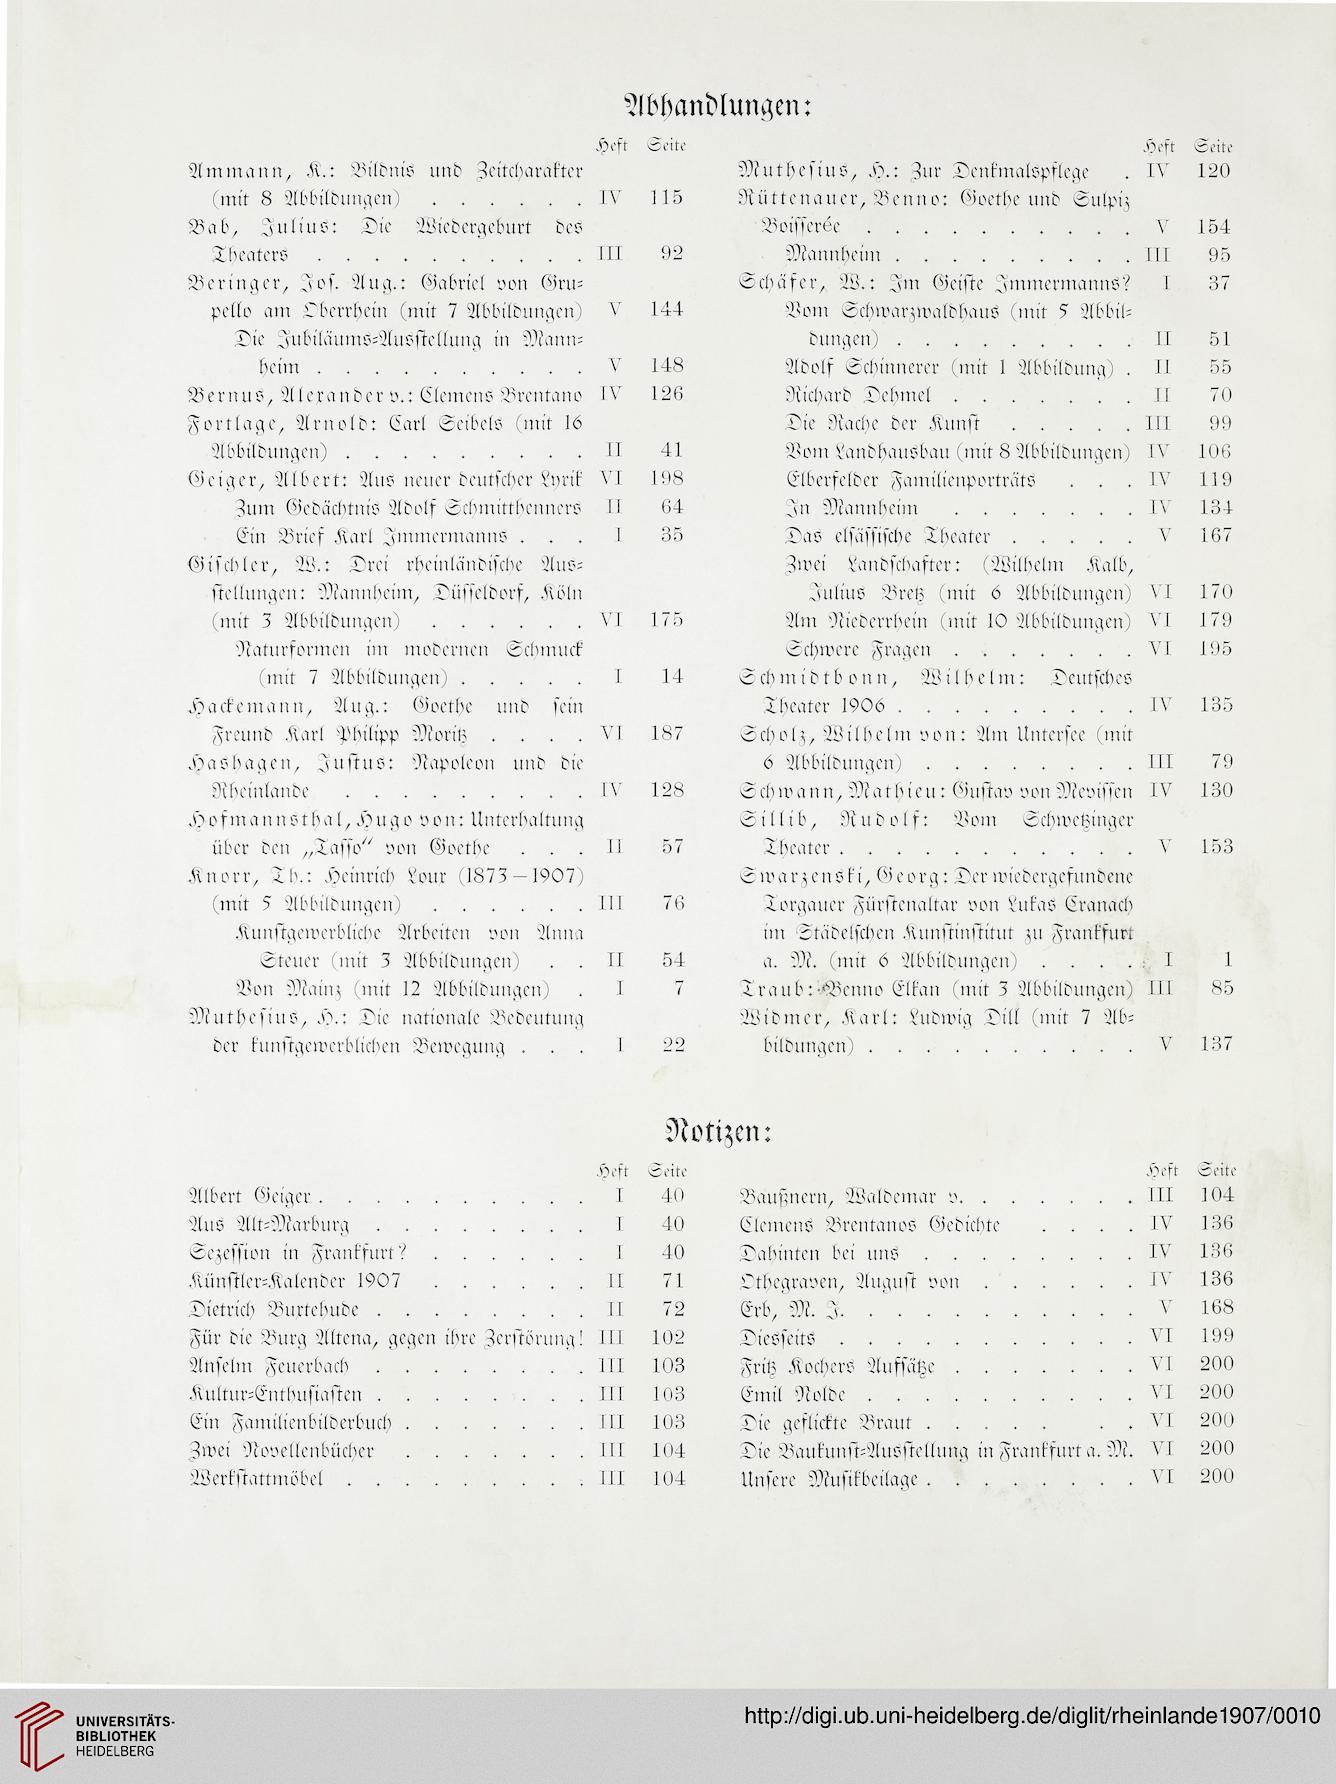 Abhandlungen:
Heft Seite
Ammann, K.: Bildnis und Zeitcharakter
(mit 8 Abbildungen) . . . . . . IV 115
Bab, Julius: Die Wiedergeburt des
Theaters . . . . . . . . . . III 92
Beringer, Jos. Aug.: Gabriel von Gru-
pello am Oberrhein (mit 7 Abbildungen) V 144
Die Jubiläums-Ausstellung in Mann-
heim . . . . . . . . . . V 148
Bernus, Alexander v.: Clemens Brentano IV 126
Fortlage, Arnold: Carl Seibels (mit 16
Abbildungen) . . . . . . . . . II 41
Geiger, Albert: Aus neuer deutscher Lyrik VI 198
Zum Gedächtnis Adolf Schmitthenners II 64
Ein Brief Karl Immermanns . . . I 35
Gischler, W.: Drei rheinländische Aus-
stellungen: Mannheim, Düsseldorf, Köln
(mit 3 Abbildungen) . . . . . . VI 175
Naturformen im modernen Schmuck
(mit 7 Abbildungen) . . . . . I 14
Hackemann, Aug.: Goethe und sein
Freund Karl Philipp Moritz . . . . VI 187
Hashagen, Justus: Napoleon und die
Rheinlande . . . . . . . . . IV 128
Hofmannsthal, Hugo von: Unterhaltung
über den „Tasso“ von Goethe . . . II 57
Knorr, Th.: Heinrich Lour (1873–1907)
(mit 5 Abbildungen) . . . . . . III 76
Kunstgewerbliche Arbeiten von Anna
Steuer (mit 3 Abbildungen) . . II 54
Von Mainz (mit 12 Abbildungen) . I 7
Muthesius, H.: Die nationale Bedeutung
der kunstgewerblichen Bewegung . . . I 22
Heft Seite
Muthesius, H.: Zur Denkmalspflege . IV 120
Rüttenauer, Benno: Goethe und Sulpiz
Boisserée . . . . . . . . . . V 154
Mannheim . . . . . . . . . III 95
Schäfer, W.: Im Geiste Immermanns? I 37
Vom Schwarzwaldhaus (mit 5 Abbil-
dungen) . . . . . . . . . II 51
Adolf Schinnerer (mit 1 Abbildung) . II 55
Richard Dehmel . . . . . . . II 70
Die Rache der Kunst . . . . . III 99
Vom Landhausbau (mit 8 Abbildungen) IV 106
Elberfelder Familienporträts . . . IV 119
In Mannheim . . . . . . . IV 134
Das elsässische Theater . . . . . V 167
Zwei Landschafter: (Wilhelm Kalb,
Julius Bretz (mit 6 Abbildungen) VI 170
Am Niederrhein (mit 10 Abbildungen) VI 179
Schwere Fragen . . . . . . . VI 195
Schmidtbonn, Wilhelm: Deutsches
Theater 1906 . . . . . . . . . IV 135
Scholz, Wilhelm von: Am Untersee (mit
6 Abbildungen) . . . . . . . . III 79
Schwann, Mathieu: Gustav von Mevissen IV 130
Sillib, Rudolf: Vom Schwetzinger
Theater . . . . . . . . . . . V 153
Swarzenski, Georg: Der wiedergefundene
Torgauer Fürstenaltar von Lukas Cranach
im Städelschen Kunstinstitut zu Frankfurt
a. M. (mit 6 Abbildungen) . . . . . I 1
Traub: Benno Elkan (mit 3 Abbildungen) III 85
Widmer, Karl: Ludwig Dill (mit 7 Ab-
bildungen) . . . . . . . . . . V 137
Notizen:
Heft Seite
Albert Geiger . . . . . . . . . . I 40
Aus Alt-Marburg . . . . . . . . I 40
Sezession in Frankfurt? . . . . . . I 40
Künstler-Kalender 1907 . . . . . . II 71
Dietrich Burtehude . . . . . . . . II 72
Für die Burg Altena, gegen ihre Zerstörung! III 102
Anselm Feuerbach . . . . . . . . III 103
Kultur-Enthusiasten . . . . . . . . III 103
Ein Familienbilderbuch . . . . . . . III 103
Zwei Novellenbücher . . . . . . . III 104
Werkstattmöbel . . . . . . . . . III 104
Heft Seite
Baußnern, Waldemar v. . . . . . . III 104
Clemens Brentanos Gedichte . . . . IV 136
Dahinten bei uns . . . . . . . . IV 136
Othegraven, August von . . . . . . IV 136
Erb, M. J. . . . . . . . . . . V 168
Diesseits . . . . . . . . . . . VI 199
Fritz Kochers Aufsätze . . . . . . . VI 200
Emil Nolde . . . . . . . . . . VI 200
Die geflickte Braut . . . . . . . VI 200
Die Baukunst-Ausstellung in Frankfurt a. M. VI 200
Unsere Musikbeilage . . . . . . . . VI 200
UNIVERSITÄTS-
BIBLIOTHEK
HEIDELBERG
http://digi.ub.uni-heidelberg.de/diglit/rheinlande1907/0010